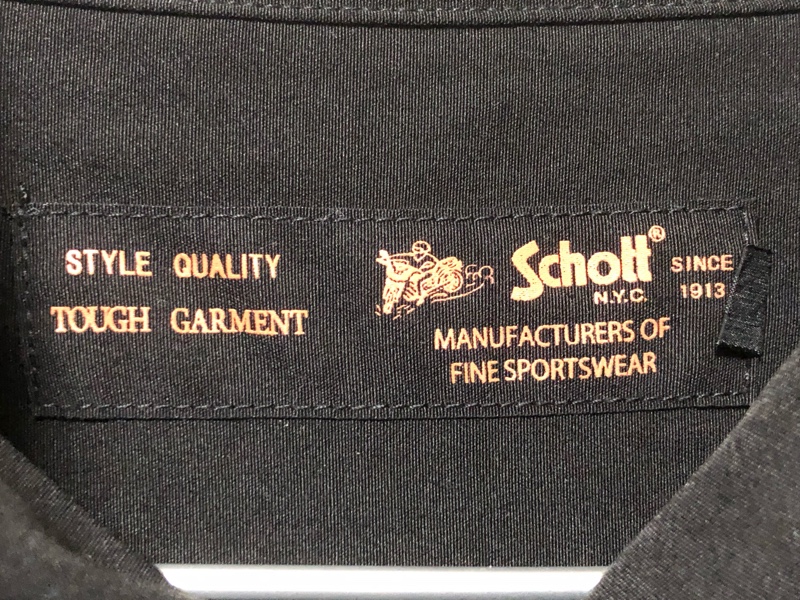 STYLE QUALITY
TOUGH GARMENT
Schott®
N.Y.C.
SINCE
1913
MANUFACTURERS OF
FINE SPORTSWEAR